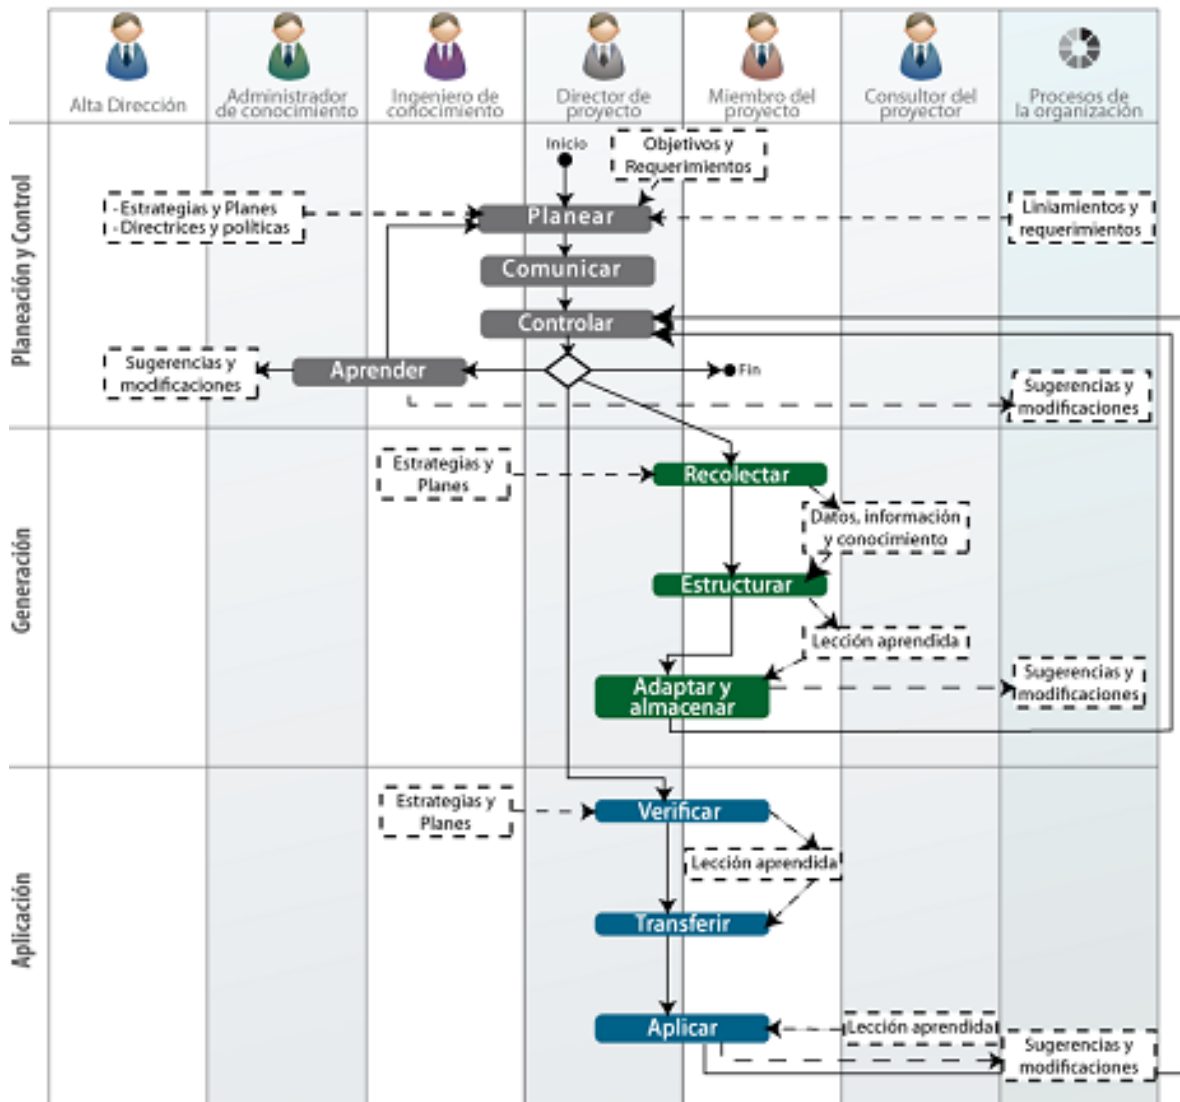 Alta Dirección
Administrador
de conocimiento
Ingeniero de
conocimiento
Director de
proyecto
Miembro del
proyecto
Consultor del
proyector
Procesos de
la organización
Planeación y Control
Inicio
Objetivos y
Requerimientos
- Estrategias y Planes
- Directrices y políticas
Planear
Liniamientos y
requerimientos
Comunicar
Controlar
Sugerencias y
modificaciones
Aprender
Fin
Sugerencias y
modificaciones
Generación
Estrategias y
Planes
Recolectar
Datos, información
y conocimiento
Estructurar
Lección aprendida
Adaptar y
almacenar
Sugerencias y
modificaciones
Aplicación
Estrategias y
Planes
Verificar
Lección aprendida
Transferir
Aplicar
Lección aprendida
Sugerencias y
modificaciones